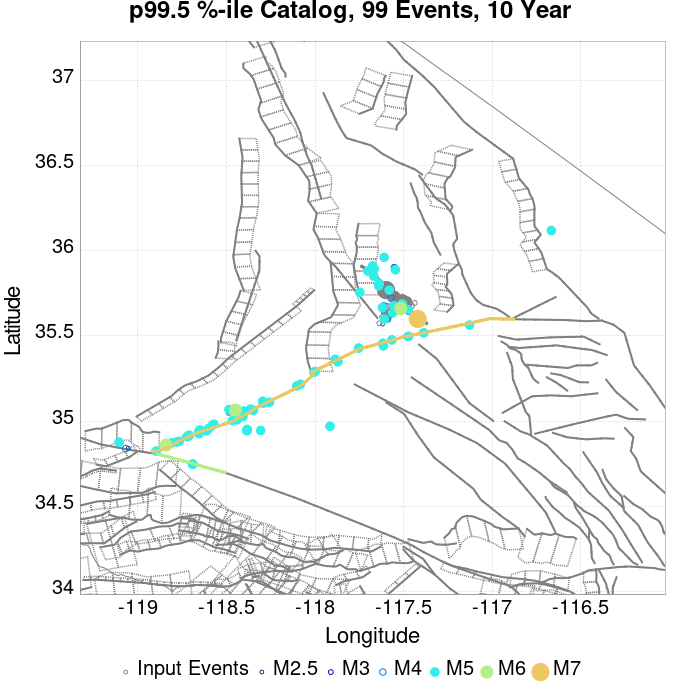 p99.5 %-ile Catalog, 99 Events, 10 Year
37
36.5
36
35.5
35
34.5
34
Latitude
-119 -118.5 -118 -117.5 -117 -116.5
Longitude
Input Events M2.5 M3 M4 M5 M6 M7